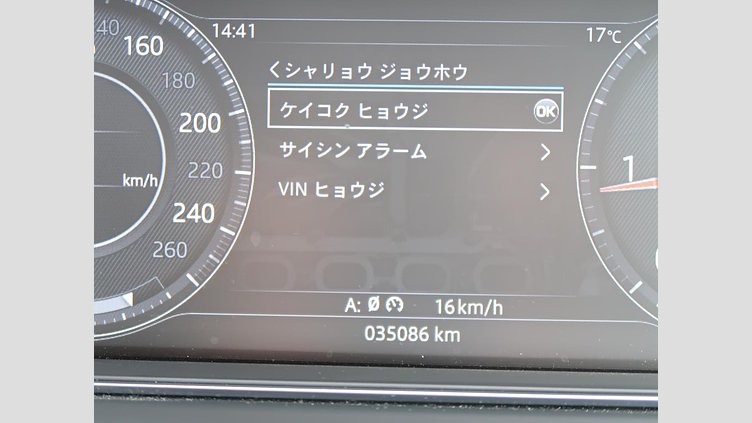 14:41
17℃
40
160
180
200
220
240
260
km/h
シャリョウ ジョウホウ
ケイコク ヒョウジ OK
サイシン アラーム
VIN ヒョウジ
1
A: Ø 16km/h
035086 km